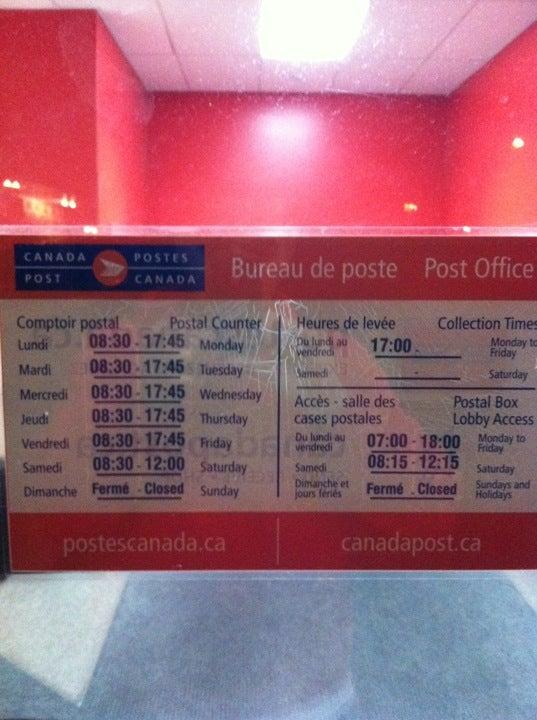 CANADA POSTES
POST CANADA
Bureau de poste Post Office
Comptoir postal Postal Counter
Lundi 08:30 - 17:45 Monday
Mardi 08:30 - 17:45 Tuesday
Mercredi 08:30 - 17:45 Wednesday
Jeudi 08:30 - 17:45 Thursday
Vendredi 08:30 - 17:45 Friday
Samedi 08:30 - 12:00 Saturday
Dimanche Fermé - Closed Sunday
Heures de levée Collection Times
Du lundi au vendredi 17:00 - Monday to Friday
Samedi - Saturday
Accès - salle des cases postales Postal Box Lobby Access
Du lundi au vendredi 07:00 - 18:00 Monday to Friday
Samedi 08:15 - 12:15 Saturday
Dimanche et jours fériés Fermé - Closed Sundays and Holidays
postescanada.ca canadapost.ca